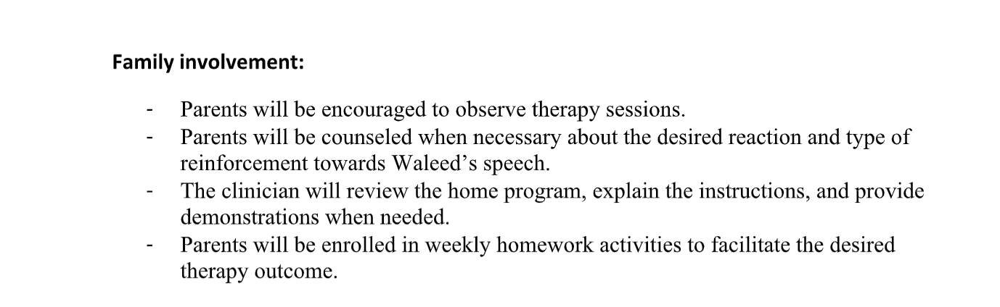 Family involvement:
- Parents will be encouraged to observe therapy sessions.
- Parents will be counseled when necessary about the desired reaction and type of
reinforcement towards Waleed’s speech.
- The clinician will review the home program, explain the instructions, and provide
demonstrations when needed.
- Parents will be enrolled in weekly homework activities to facilitate the desired
therapy outcome.